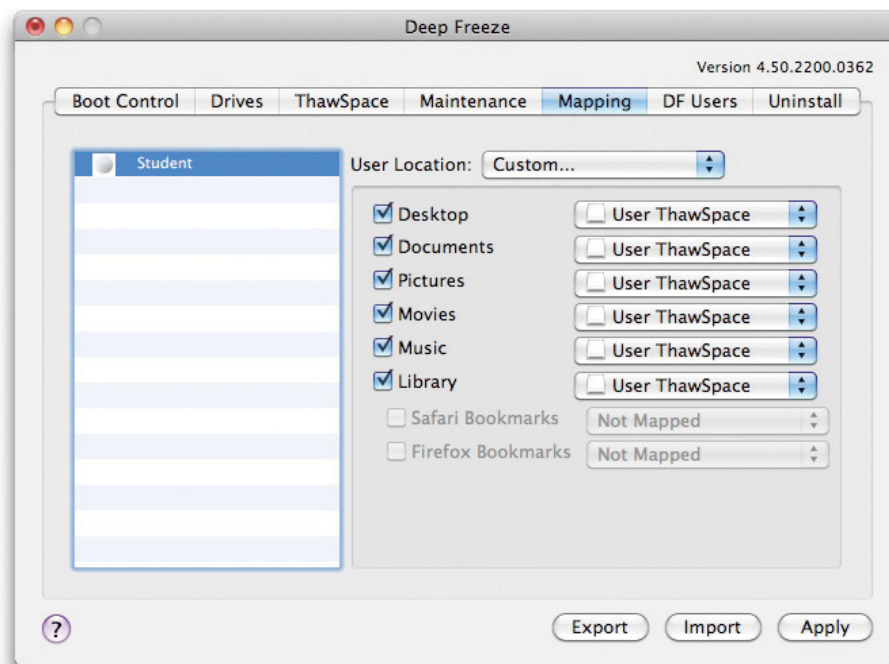 Deep Freeze
Version 4.50.2200.0362
Boot Control Drives ThawSpace Maintenance Mapping DF Users Uninstall
Student
User Location: Custom...
Desktop User ThawSpace
Documents User ThawSpace
Pictures User ThawSpace
Movies User ThawSpace
Music User ThawSpace
Library User ThawSpace
Safari Bookmarks Not Mapped
Firefox Bookmarks Not Mapped
? Export Import Apply